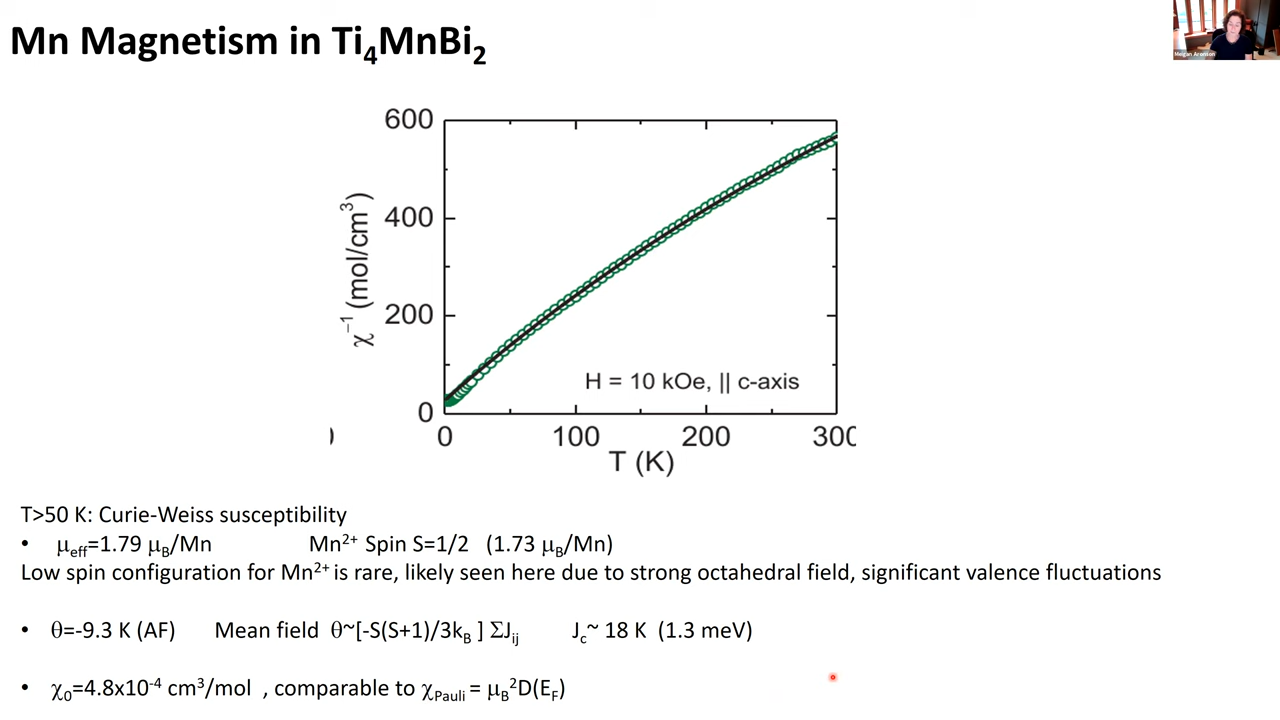 Mn Magnetism in Ti₄MnBi₂
Megan Aronson
600
400
200
0
χ⁻¹ (mol/cm³)
H = 10 kOe, || c-axis
)
0 100 200 300
T (K)
T>50 K: Curie-Weiss susceptibility
• μeff=1.79 μB/Mn Mn²⁺ Spin S=1/2 (1.73 μB/Mn)
Low spin configuration for Mn²⁺ is rare, likely seen here due to strong octahedral field, significant valence fluctuations
• θ=-9.3 K (AF) Mean field θ~[-S(S+1)/3kB ] ΣJij Jc~ 18 K (1.3 meV)
• χ₀=4.8x10⁻⁴ cm³/mol , comparable to χPauli = μB²D(EF)